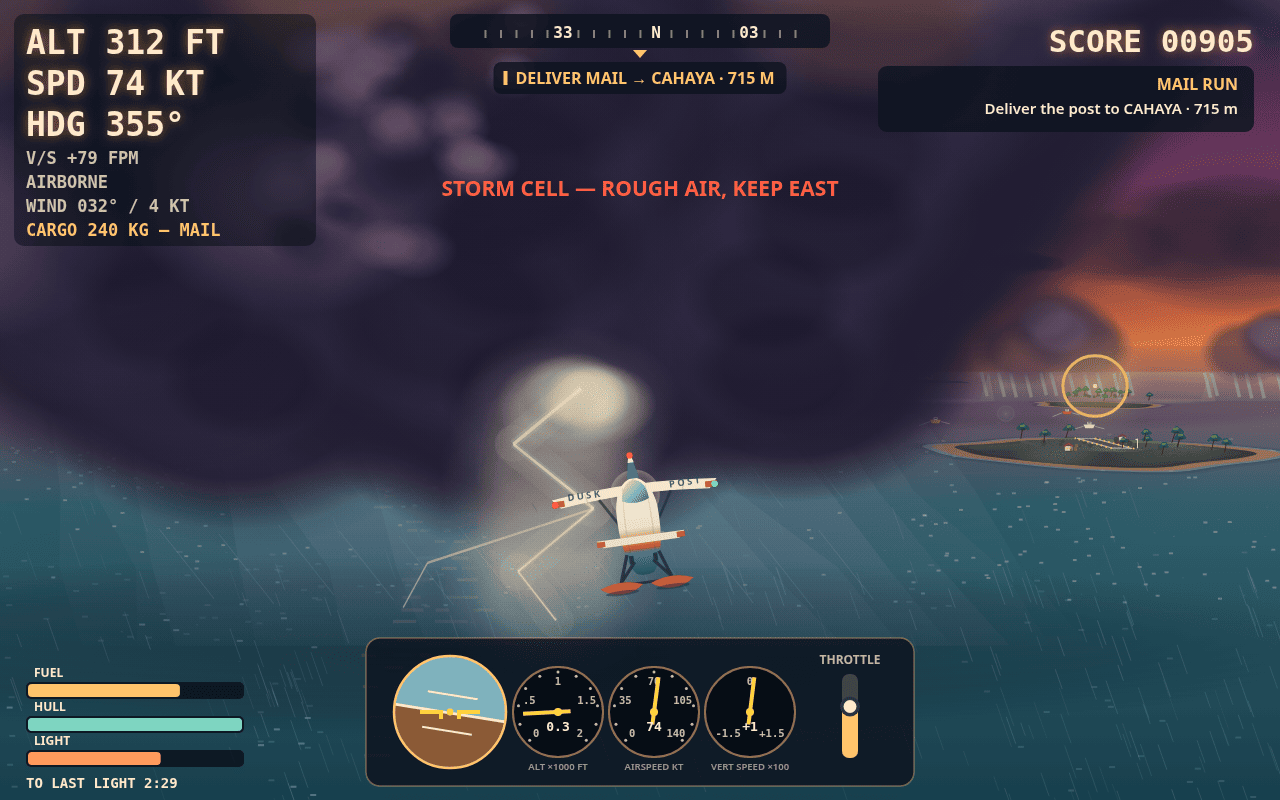 ALT 312 FT
SPD 74 KT
HDG 355°
V/S +79 FPM
AIRBORNE
WIND 032° / 4 KT
CARGO 240 KG — MAIL
33 N 03
DELIVER MAIL → CAHAYA · 715 M
SCORE 00905
MAIL RUN
Deliver the post to CAHAYA · 715 m
STORM CELL — ROUGH AIR, KEEP EAST
DUSK POST
FUEL
HULL
LIGHT
TO LAST LIGHT 2:29
1
.5 1.5
0.3
0 2
ALT ×1000 FT
70
35 105
74
0 140
AIRSPEED KT
0
+1
-1.5 +1.5
VERT SPEED ×100
THROTTLE